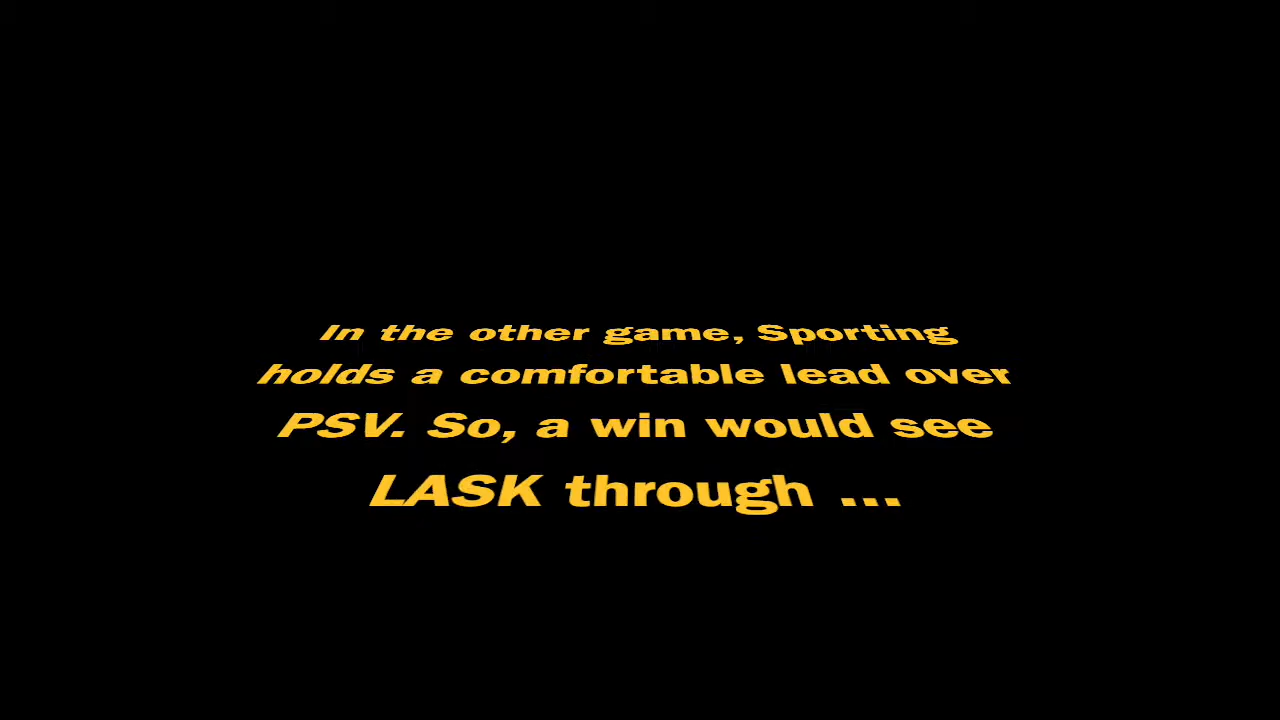 In the other game, Sporting
holds a comfortable lead over
PSV. So, a win would see
LASK through ...